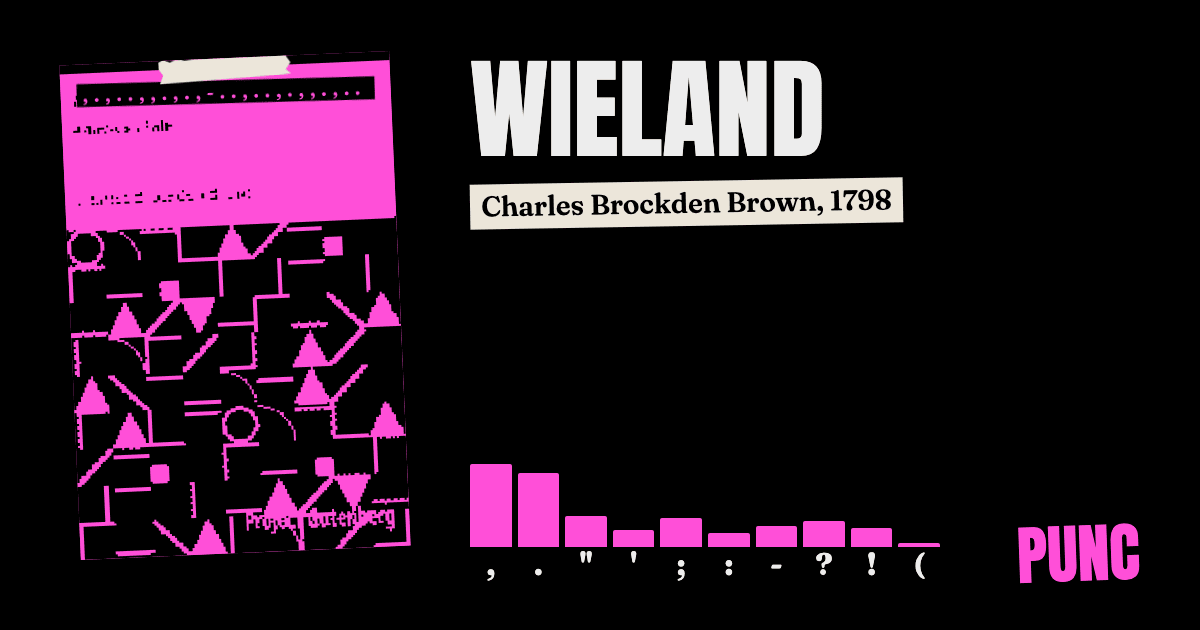 WIELAND
Charles Brockden Brown, 1798
Project Gutenberg
, . " ' ; : - ? ! (
PUNC